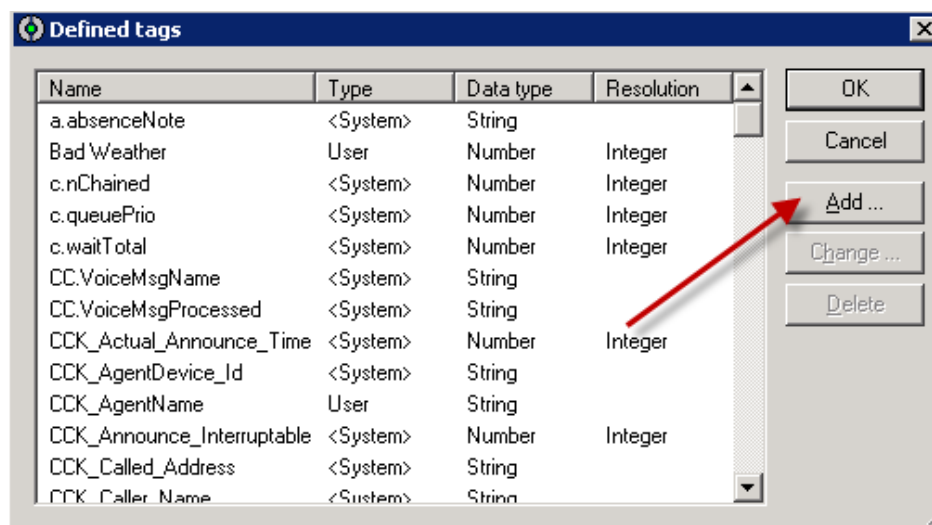 Defined tags
Name Type Data type Resolution
a.absenceNote <System> String
Bad Weather User Number Integer
c.nChained <System> Number Integer
c.queuePrio <System> Number Integer
c.waitTotal <System> Number Integer
CC.VoiceMsgName <System> String
CC.VoiceMsgProcessed <System> String
CCK_Actual_Announce_Time <System> Number Integer
CCK_AgentDevice_Id <System> String
CCK_AgentName User String
CCK_Announce_Interruptable <System> Number Integer
CCK_Called_Address <System> String
CCK_Caller_Name <System> String
OK
Cancel
Add ...
Change ...
Delete